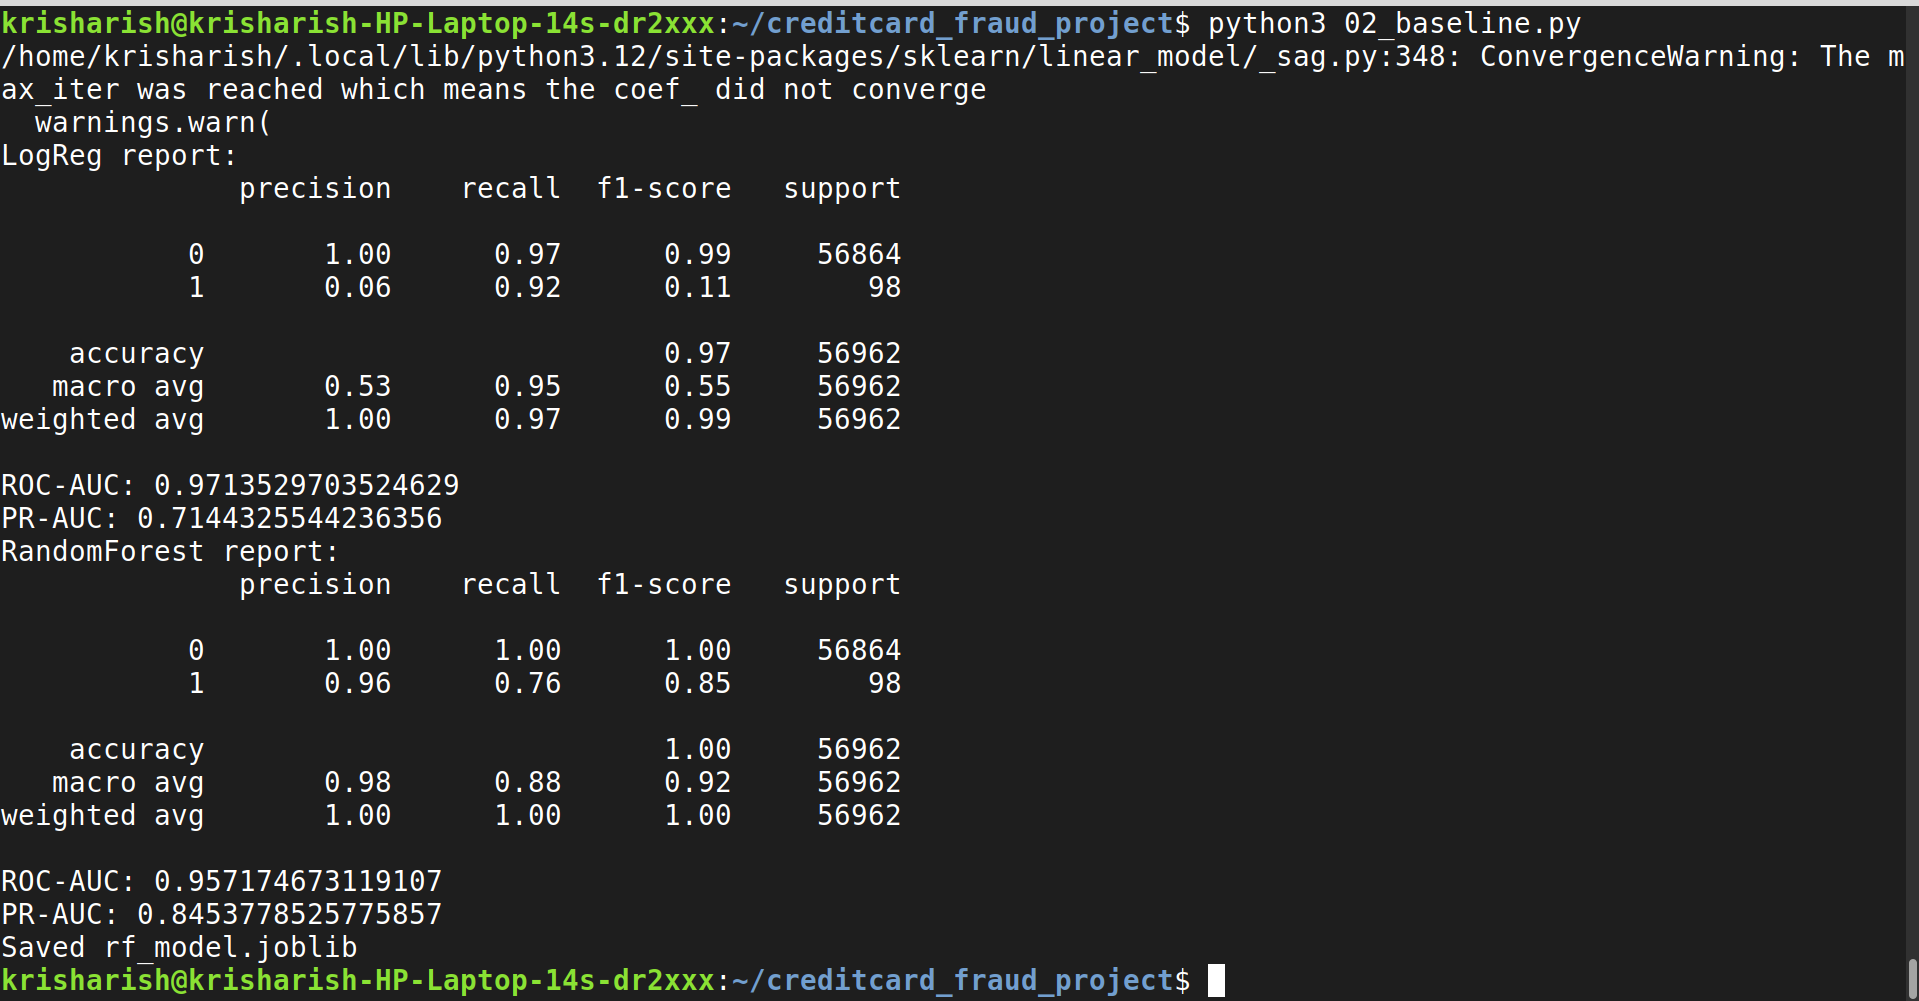 krisharish@krisharish-HP-Laptop-14s-dr2xxx:~/creditcard_fraud_project$ python3 02_baseline.py
/home/krisharish/.local/lib/python3.12/site-packages/sklearn/linear_model/_sag.py:348: ConvergenceWarning: The m
ax_iter was reached which means the coef_ did not converge
  warnings.warn(
LogReg report:
              precision    recall  f1-score   support

           0       1.00      0.97      0.99     56864
           1       0.06      0.92      0.11        98

    accuracy                           0.97     56962
   macro avg       0.53      0.95      0.55     56962
weighted avg       1.00      0.97      0.99     56962

ROC-AUC: 0.9713529703524629
PR-AUC: 0.7144325544236356
RandomForest report:
              precision    recall  f1-score   support

           0       1.00      1.00      1.00     56864
           1       0.96      0.76      0.85        98

    accuracy                           1.00     56962
   macro avg       0.98      0.88      0.92     56962
weighted avg       1.00      1.00      1.00     56962

ROC-AUC: 0.957174673119107
PR-AUC: 0.8453778525775857
Saved rf_model.joblib
krisharish@krisharish-HP-Laptop-14s-dr2xxx:~/creditcard_fraud_project$